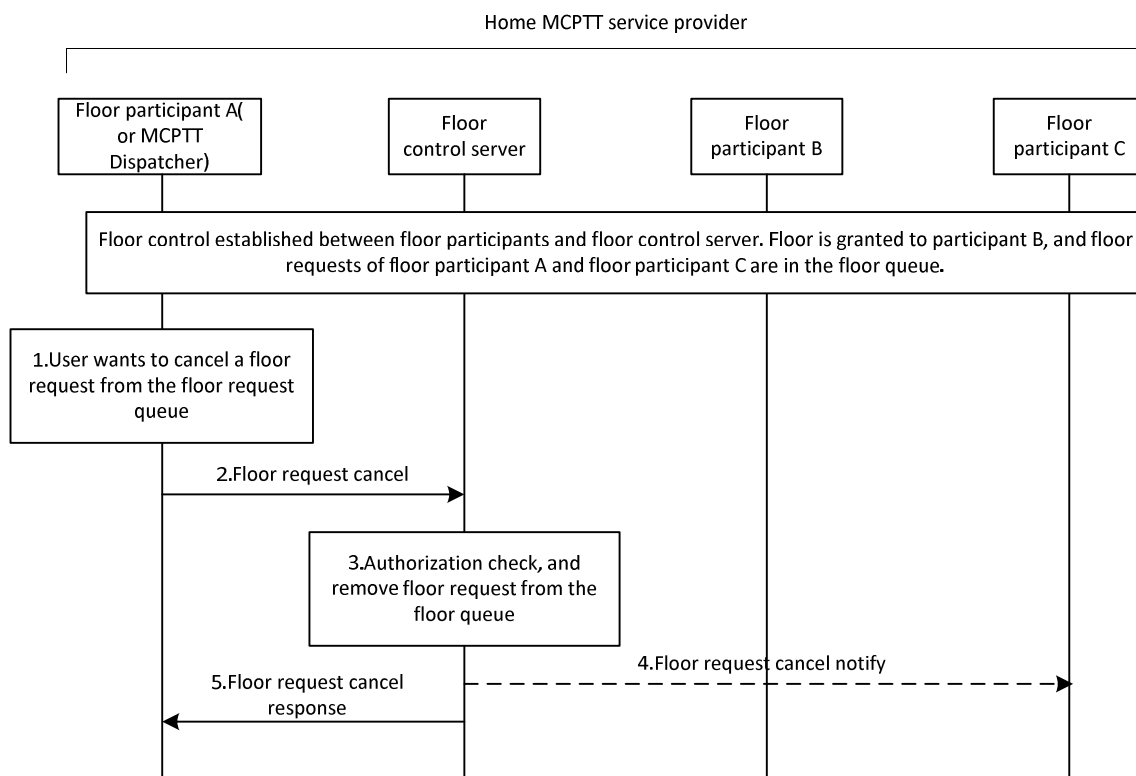 Home MCPTT service provider
Floor participant A(
or MCPTT
Dispatcher)
Floor
control server
Floor
participant B
Floor
participant C
Floor control established between floor participants and floor control server. Floor is granted to participant B, and floor
requests of floor participant A and floor participant C are in the floor queue.
1.User wants to cancel a floor
request from the floor request
queue
2.Floor request cancel
3.Authorization check, and
remove floor request from the
floor queue
4.Floor request cancel notify
5.Floor request cancel
response